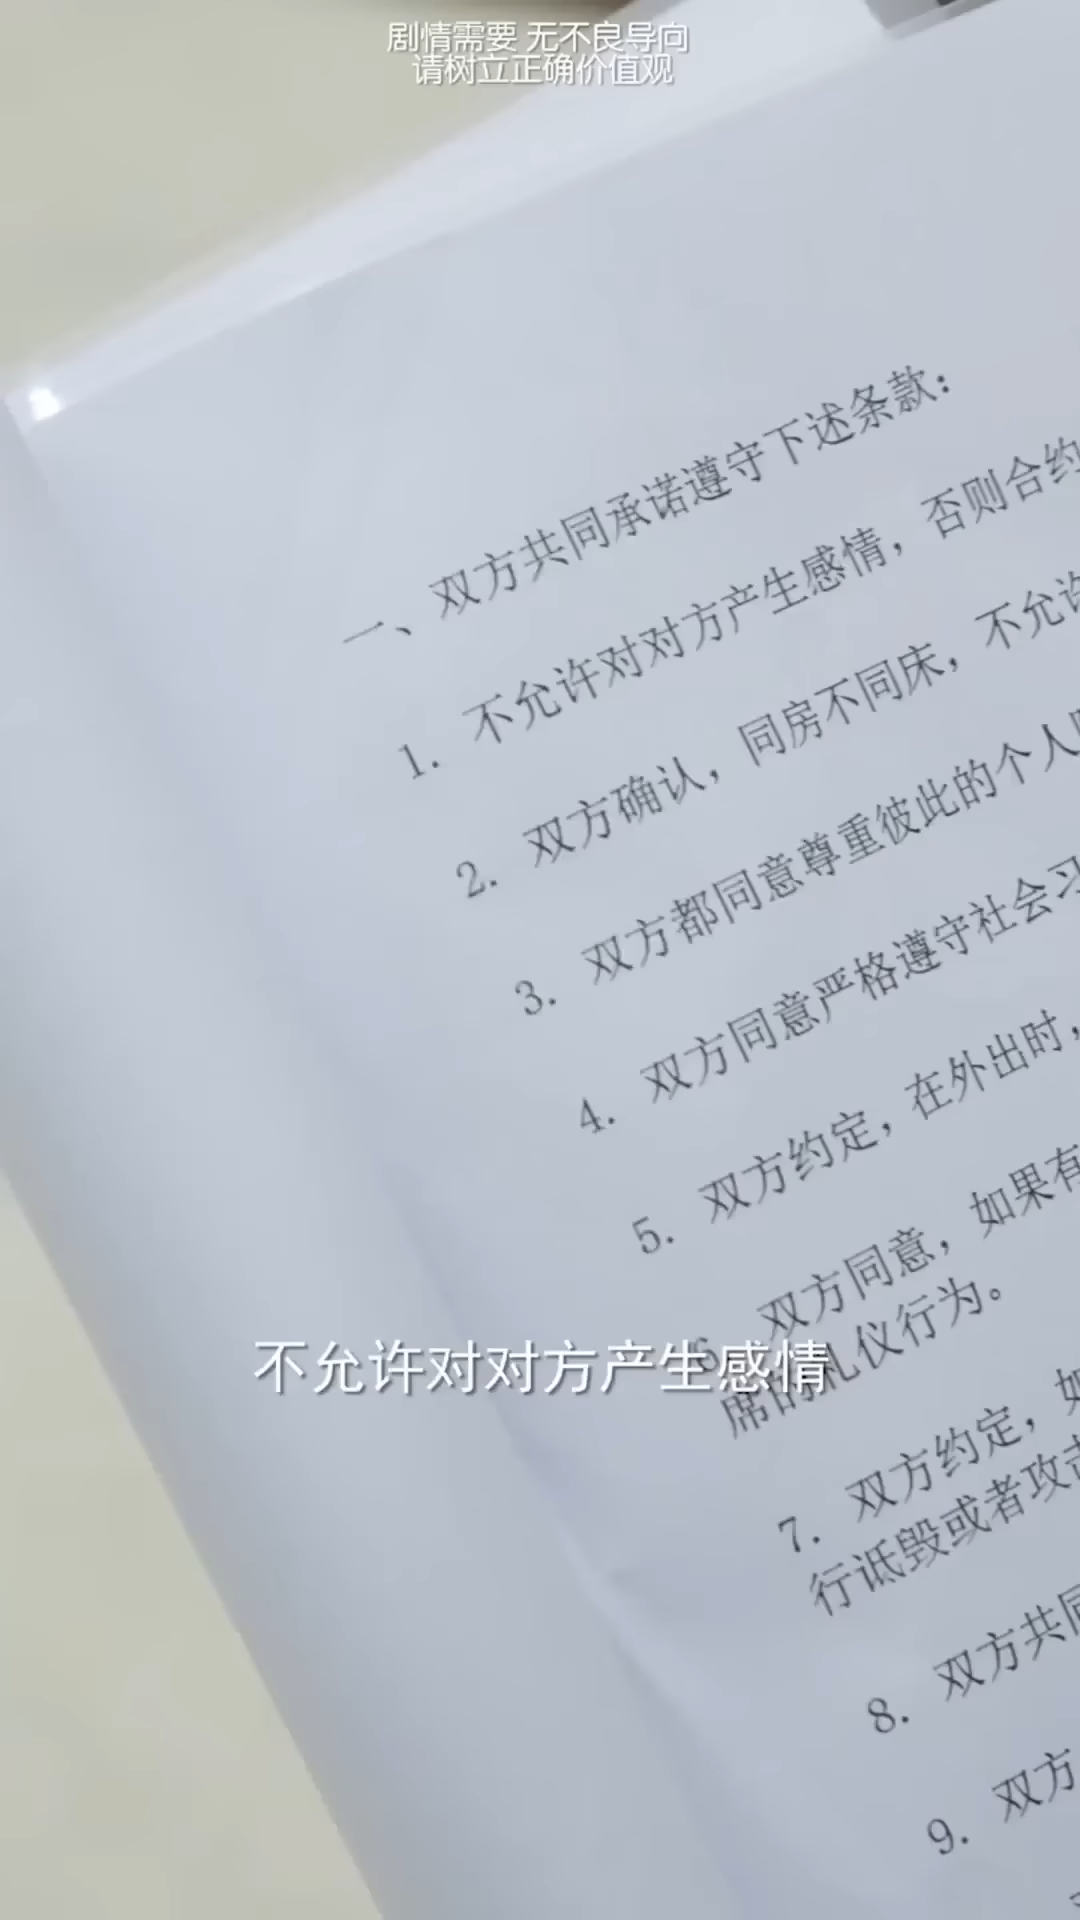 剧情需要 无不良导向
请树立正确价值观
一、双方共同承诺遵守下述条款：
1. 不允许对对方产生感情，否则合约
2. 双方确认，同房不同床，不允许
3. 双方都同意尊重彼此的个人
4. 双方同意严格遵守社会习
5. 双方约定，在外出时，
6. 双方同意，如果有
席的礼仪行为。
不允许对对方产生感情
7. 双方约定，如
行诋毁或者攻击
8. 双方共同
9. 双方